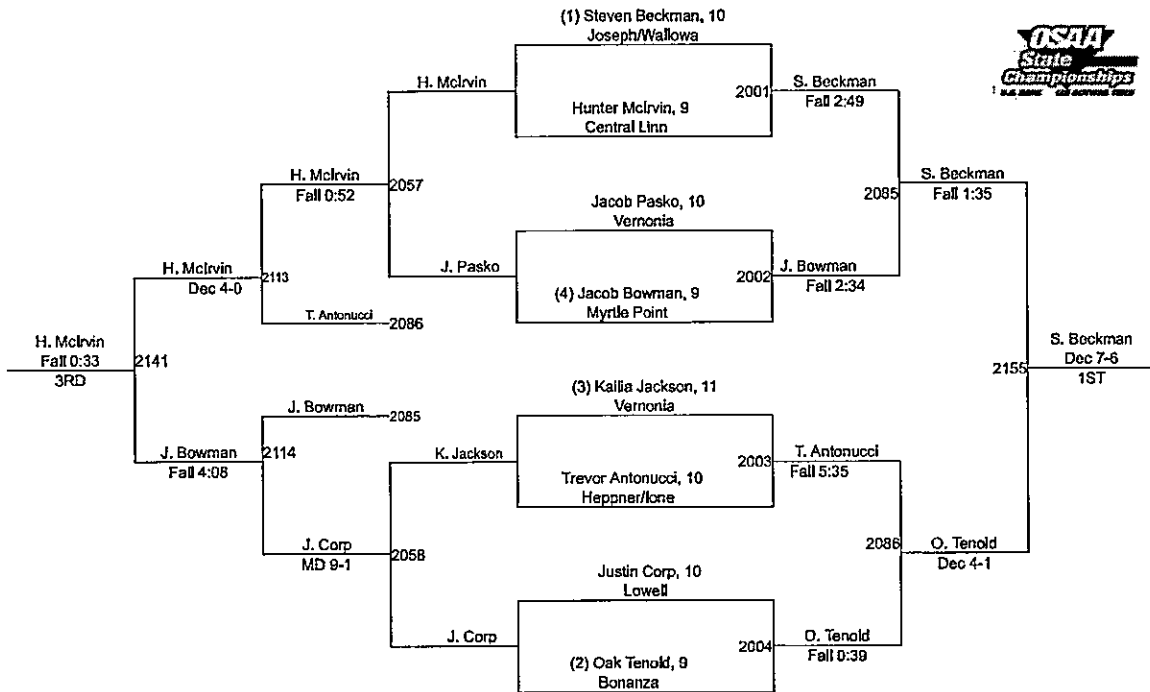 (1) Steven Beckman, 10
Joseph/Wallowa
OSAA
State
Championships
H. McIrvin
2001
S. Beckman
Fall 2:49
Hunter McIrvin, 9
Central Linn
H. McIrvin
Fall 0:52
2057
2085
S. Beckman
Fall 1:35
Jacob Pasko, 10
Vernonia
H. McIrvin
Dec 4-0
2113
J. Pasko
2002
J. Bowman
Fall 2:34
(4) Jacob Bowman, 9
Myrtle Point
T. Antonucci
2086
H. McIrvin
Fall 0:33
3RD
2141
2155
S. Beckman
Dec 7-6
1ST
(3) Kailia Jackson, 11
Vernonia
J. Bowman
2085
J. Bowman
Fall 4:08
2114
K. Jackson
2003
T. Antonucci
Fall 5:35
Trevor Antonucci, 10
Heppner/Ione
J. Corp
MD 9-1
2058
2086
O. Tenold
Dec 4-1
Justin Corp, 10
Lowell
J. Corp
2004
O. Tenold
Fall 0:39
(2) Oak Tenold, 9
Bonanza